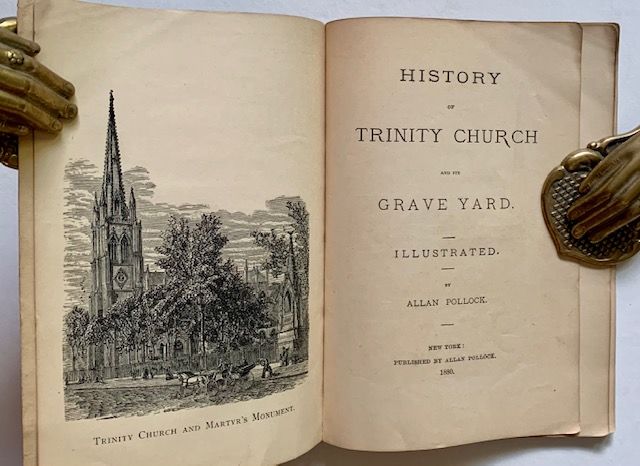 TRINITY CHURCH AND MARTYR'S MONUMENT.
HISTORY
OF
TRINITY CHURCH
AND ITS
GRAVE YARD.
ILLUSTRATED.
BY
ALLAN POLLOCK.
NEW YORK:
PUBLISHED BY ALLAN POLLOCK.
1880.